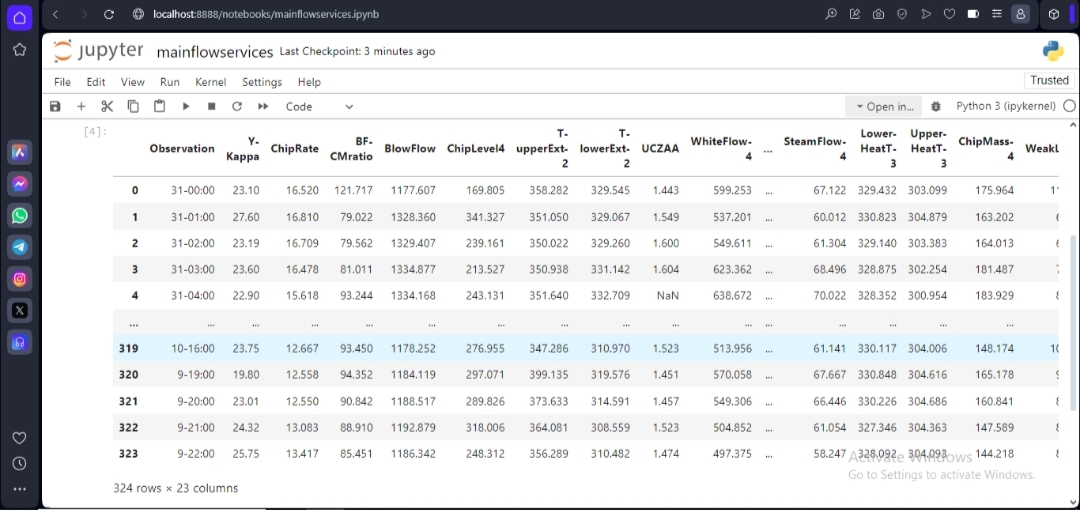 localhost:8888/notebooks/mainflowservices.ipynb
jupyter mainflowservices Last Checkpoint: 3 minutes ago
File Edit View Run Kernel Settings Help Trusted
Code Open in... Python 3 (ipykernel)
[4]:
Observation Y-Kappa ChipRate BF-CMratio BlowFlow ChipLevel4 T-upperExt-2 T-lowerExt-2 UCZAA WhiteFlow-4 ... SteamFlow-4 Lower-HeatT-3 Upper-HeatT-3 ChipMass-4 WeakL
0 31-00:00 23.10 16.520 121.717 1177.607 169.805 358.282 329.545 1.443 599.253 ... 67.122 329.432 303.099 175.964 11
1 31-01:00 27.60 16.810 79.022 1328.360 341.327 351.050 329.067 1.549 537.201 ... 60.012 330.823 304.879 163.202
2 31-02:00 23.19 16.709 79.562 1329.407 239.161 350.022 329.260 1.600 549.611 ... 61.304 329.140 303.383 164.013
3 31-03:00 23.60 16.478 81.011 1334.877 213.527 350.938 331.142 1.604 623.362 ... 68.496 328.875 302.254 181.487
4 31-04:00 22.90 15.618 93.244 1334.168 243.131 351.640 332.709 NaN 638.672 ... 70.022 328.352 300.954 183.929
... ... ... ... ... ... ... ... ... ... ... ... ... ... ... ...
319 10-16:00 23.75 12.667 93.450 1178.252 276.955 347.286 310.970 1.523 513.956 ... 61.141 330.117 304.006 148.174 10
320 9-19:00 19.80 12.558 94.352 1184.119 297.071 399.135 319.576 1.451 570.058 ... 67.667 330.848 304.616 165.178
321 9-20:00 23.01 12.550 90.842 1188.517 289.826 373.633 314.591 1.457 549.306 ... 66.446 330.226 304.686 160.841
322 9-21:00 24.32 13.083 88.910 1192.879 318.006 364.081 308.559 1.523 504.852 ... 61.054 327.346 304.363 147.589
323 9-22:00 25.75 13.417 85.451 1186.342 248.312 356.289 310.482 1.474 497.375 ... 58.247 328.092 304.093 144.218
Activate Windows
Go to Settings to activate Windows.
324 rows × 23 columns